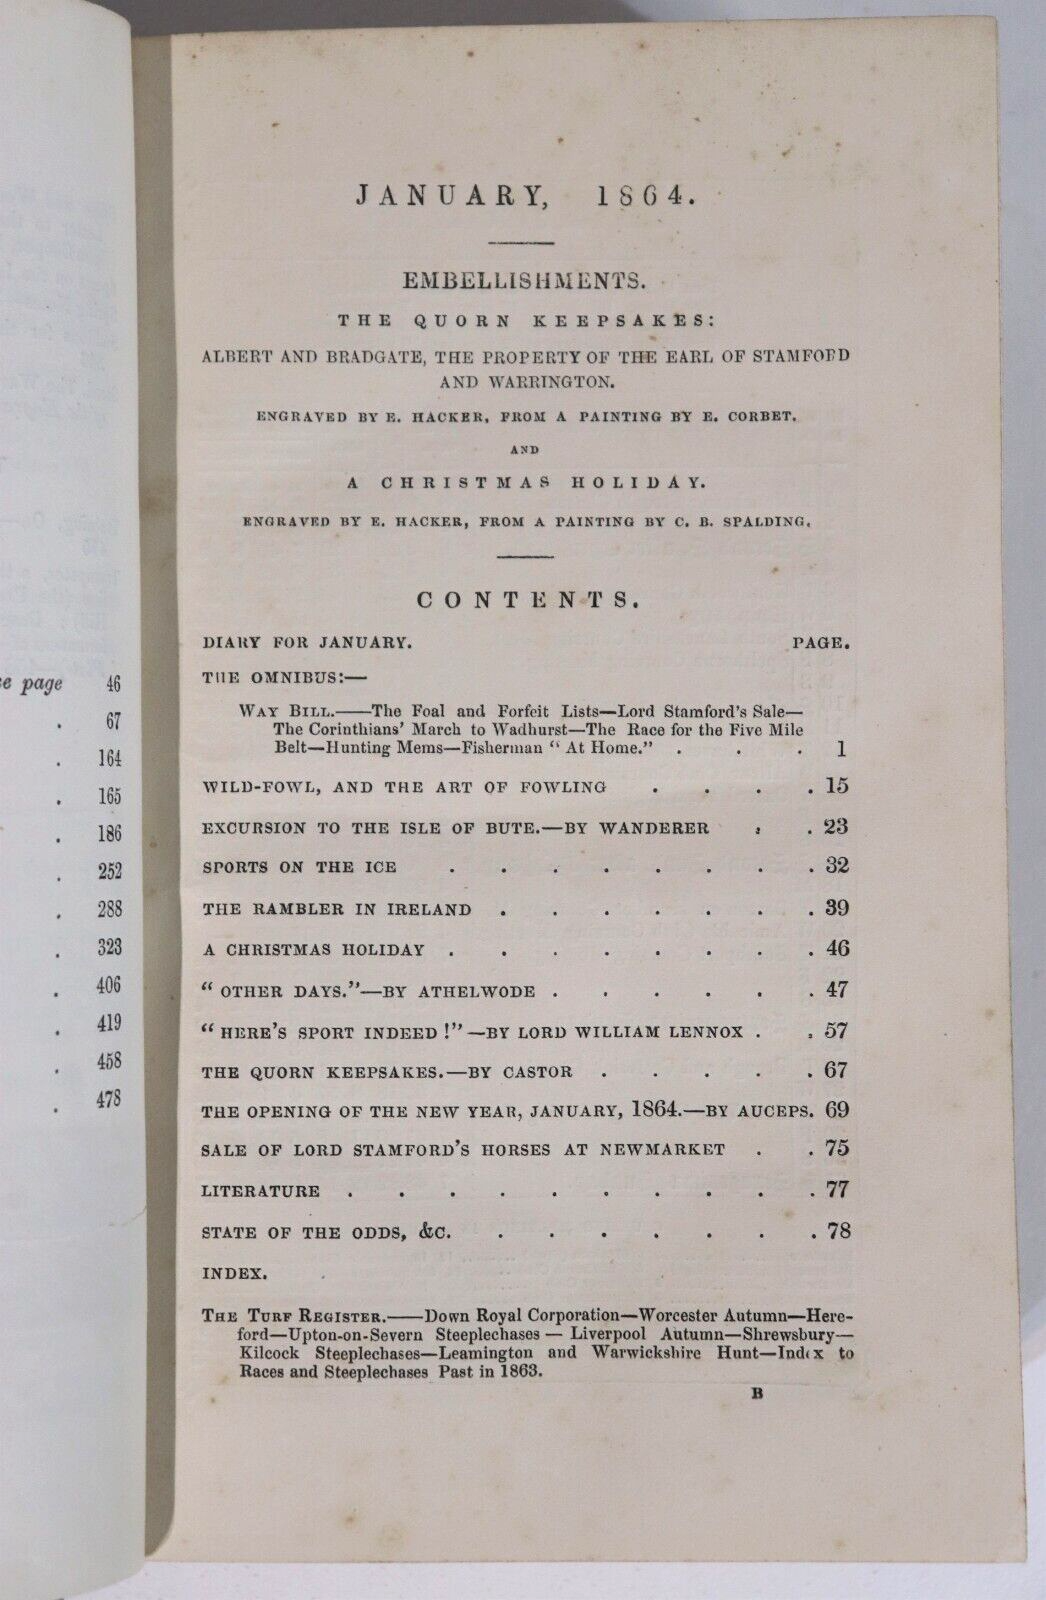 se page 46
. 67
. 164
. 165
. 186
. 252
. 288
. 323
. 406
. 419
. 458
. 478
JANUARY, 1864.
EMBELLISHMENTS.
THE QUORN KEEPSAKES:
ALBERT AND BRADGATE, THE PROPERTY OF THE EARL OF STAMFORD
AND WARRINGTON.
ENGRAVED BY E. HACKER, FROM A PAINTING BY E. CORBET.
AND
A CHRISTMAS HOLIDAY.
ENGRAVED BY E. HACKER, FROM A PAINTING BY C. B. SPALDING.
CONTENTS.
DIARY FOR JANUARY. PAGE.
THE OMNIBUS:—
WAY BILL.——The Foal and Forfeit Lists—Lord Stamford's Sale—
The Corinthians' March to Wadhurst—The Race for the Five Mile
Belt—Hunting Mems—Fisherman "At Home." . . . 1
WILD-FOWL, AND THE ART OF FOWLING . . . . 15
EXCURSION TO THE ISLE OF BUTE.—BY WANDERER . . 23
SPORTS ON THE ICE . . . . . . . . 32
THE RAMBLER IN IRELAND . . . . . . . 39
A CHRISTMAS HOLIDAY . . . . . . . . 46
"OTHER DAYS."—BY ATHELWODE . . . . . . 47
"HERE'S SPORT INDEED!"—BY LORD WILLIAM LENNOX . . 57
THE QUORN KEEPSAKES.—BY CASTOR . . . . . 67
THE OPENING OF THE NEW YEAR, JANUARY, 1864.—BY AUCEPS. 69
SALE OF LORD STAMFORD'S HORSES AT NEWMARKET . . 75
LITERATURE . . . . . . . . . . 77
STATE OF THE ODDS, &C. . . . . . . . 78
INDEX.
THE TURF REGISTER.——Down Royal Corporation—Worcester Autumn—Here-
ford—Upton-on-Severn Steeplechases—Liverpool Autumn—Shrewsbury—
Kilcock Steeplechases—Leamington and Warwickshire Hunt—Index to
Races and Steeplechases Past in 1863.
B